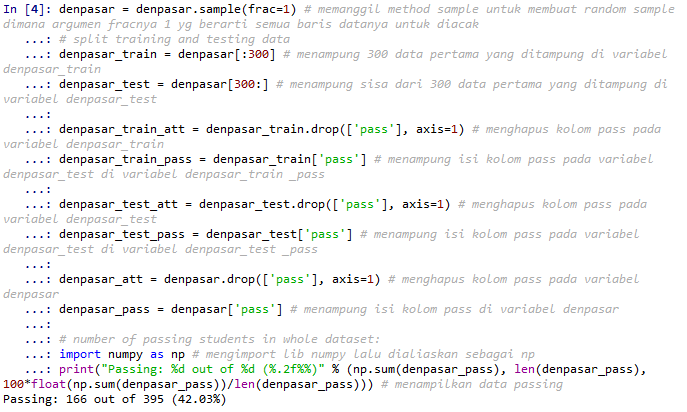 In [4]: denpasar = denpasar.sample(frac=1) # memanggil method sample untuk membuat random sample
dimana argumen fracnya 1 yg berarti semua baris datanya untuk diacak
   ...: # split training and testing data
   ...: denpasar_train = denpasar[:300] # menampung 300 data pertama yang ditampung di variabel
denpasar_train
   ...: denpasar_test = denpasar[300:] # menampung sisa dari 300 data pertama yang ditampung di
variabel denpasar_test
   ...:
   ...: denpasar_train_att = denpasar_train.drop(['pass'], axis=1) # menghapus kolom pass pada
variabel denpasar_train
   ...: denpasar_train_pass = denpasar_train['pass'] # menampung isi kolom pass pada variabel
denpasar_test di variabel denpasar_train _pass
   ...:
   ...: denpasar_test_att = denpasar_test.drop(['pass'], axis=1) # menghapus kolom pass pada
variabel denpasar_test
   ...: denpasar_test_pass = denpasar_test['pass'] # menampung isi kolom pass pada variabel
denpasar_test di variabel denpasar_test _pass
   ...:
   ...: denpasar_att = denpasar.drop(['pass'], axis=1) # menghapus kolom pass pada variabel
denpasar
   ...: denpasar_pass = denpasar['pass'] # menampung isi kolom pass di variabel denpasar
   ...:
   ...: # number of passing students in whole dataset:
   ...: import numpy as np # mengimport lib numpy lalu dialiaskan sebagai np
   ...: print("Passing: %d out of %d (%.2f%%)" % (np.sum(denpasar_pass), len(denpasar_pass),
100*float(np.sum(denpasar_pass))/len(denpasar_pass))) # menampilkan data passing
Passing: 166 out of 395 (42.03%)